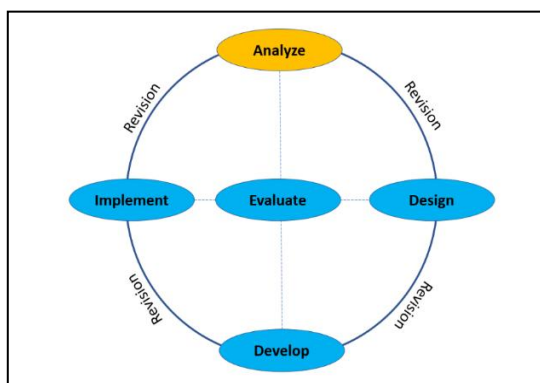 Analyze
Revision
Revision
Implement
Evaluate
Design
Revision
Revision
Develop